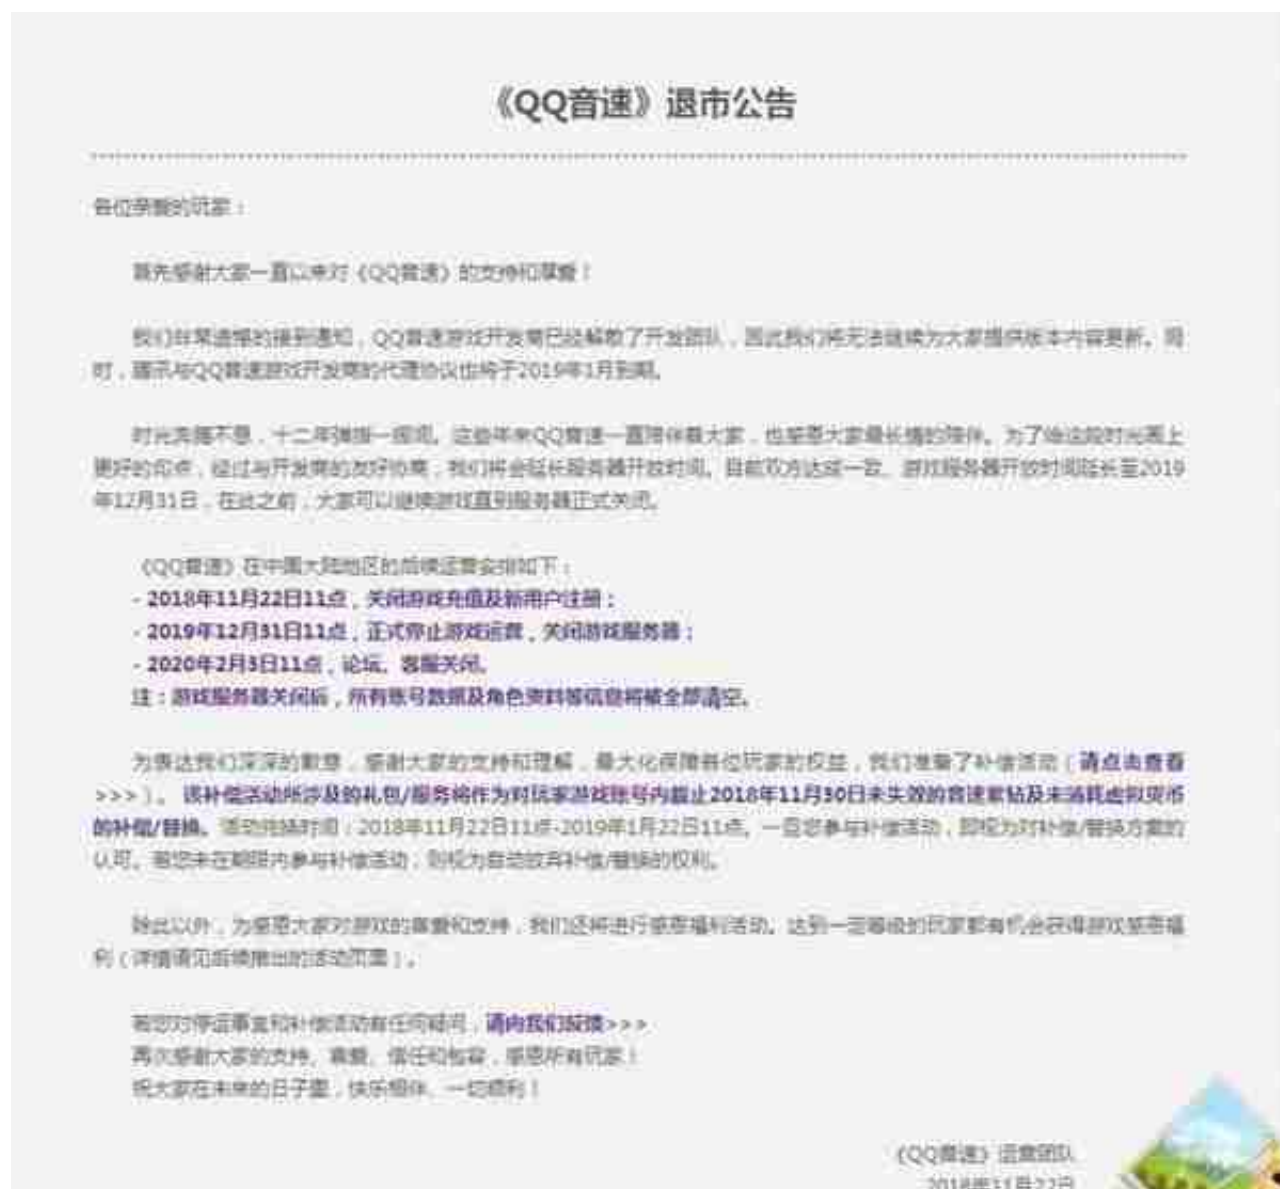 《QQ音速》退市公告
各位亲爱的玩家：
首先感谢大家一直以来对《QQ音速》的支持和厚爱！
我们非常遗憾的接到通知，QQ音速游戏开发商已经解散了开发团队，因此我们将无法继续为大家提供版本内容更新。同
时，腾讯与QQ音速游戏开发商的代理协议也将于2019年1月到期。
时光奔腾不息，十二年弹指一挥间。这些年来QQ音速一直陪伴着大家，也感恩大家最长情的陪伴。为了给这段时光画上
更好的句点，经过与开发商的友好协商，我们将会延长服务器开放时间。目前双方达成一致，游戏服务器开放时间延长至2019
年12月31日，在此之前，大家可以继续游戏直到服务器正式关闭。
《QQ音速》在中国大陆地区的后续运营安排如下：
- 2018年11月22日11点，关闭游戏充值及新用户注册；
- 2019年12月31日11点，正式停止游戏运营，关闭游戏服务器；
- 2020年2月3日11点，论坛、客服关闭。
注：游戏服务器关闭后，所有账号数据及角色资料等信息将被全部清空。
为表达我们深深的歉意，感谢大家的支持和理解，最大化保障各位玩家的权益，我们准备了补偿活动（请点击查看
>>>）。该补偿活动所涉及的礼包/服务将作为对玩家游戏账号内截止2018年11月30日未失效的音速紫钻及未消耗虚拟货币
的补偿/替换。活动持续时间：2018年11月22日11点-2019年1月22日11点。一旦您参与补偿活动，即视为对补偿/替换方案的
认可。若您未在期限内参与补偿活动，则视为自动放弃补偿/替换的权利。
除此以外，为感恩大家对游戏的喜爱和支持，我们还将进行感恩福利活动。达到一定等级的玩家都有机会获得游戏感恩福
利（详情请见后续推出的活动页面）。
若您对停运事宜和补偿活动有任何疑问，请向我们反馈>>>
再次感谢大家的支持、喜爱、信任和包容，感恩所有玩家！
祝大家在未来的日子里，快乐相伴、一切顺利！
《QQ音速》运营团队
2018年11月22日